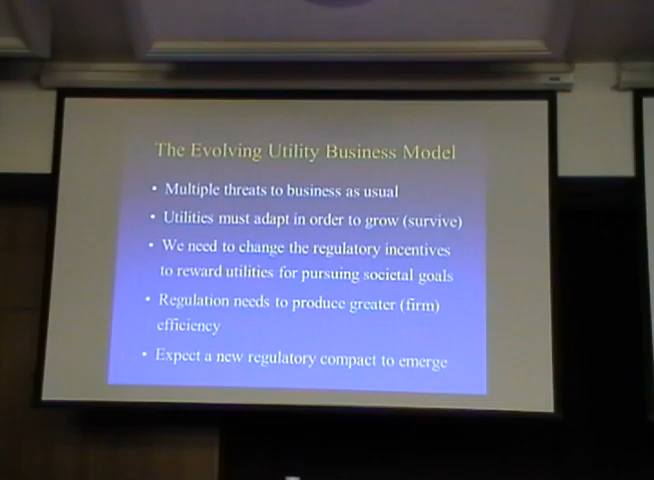 The Evolving Utility Business Model
• Multiple threats to business as usual
• Utilities must adapt in order to grow (survive)
• We need to change the regulatory incentives
to reward utilities for pursuing societal goals
• Regulation needs to produce greater (firm)
efficiency
• Expect a new regulatory compact to emerge